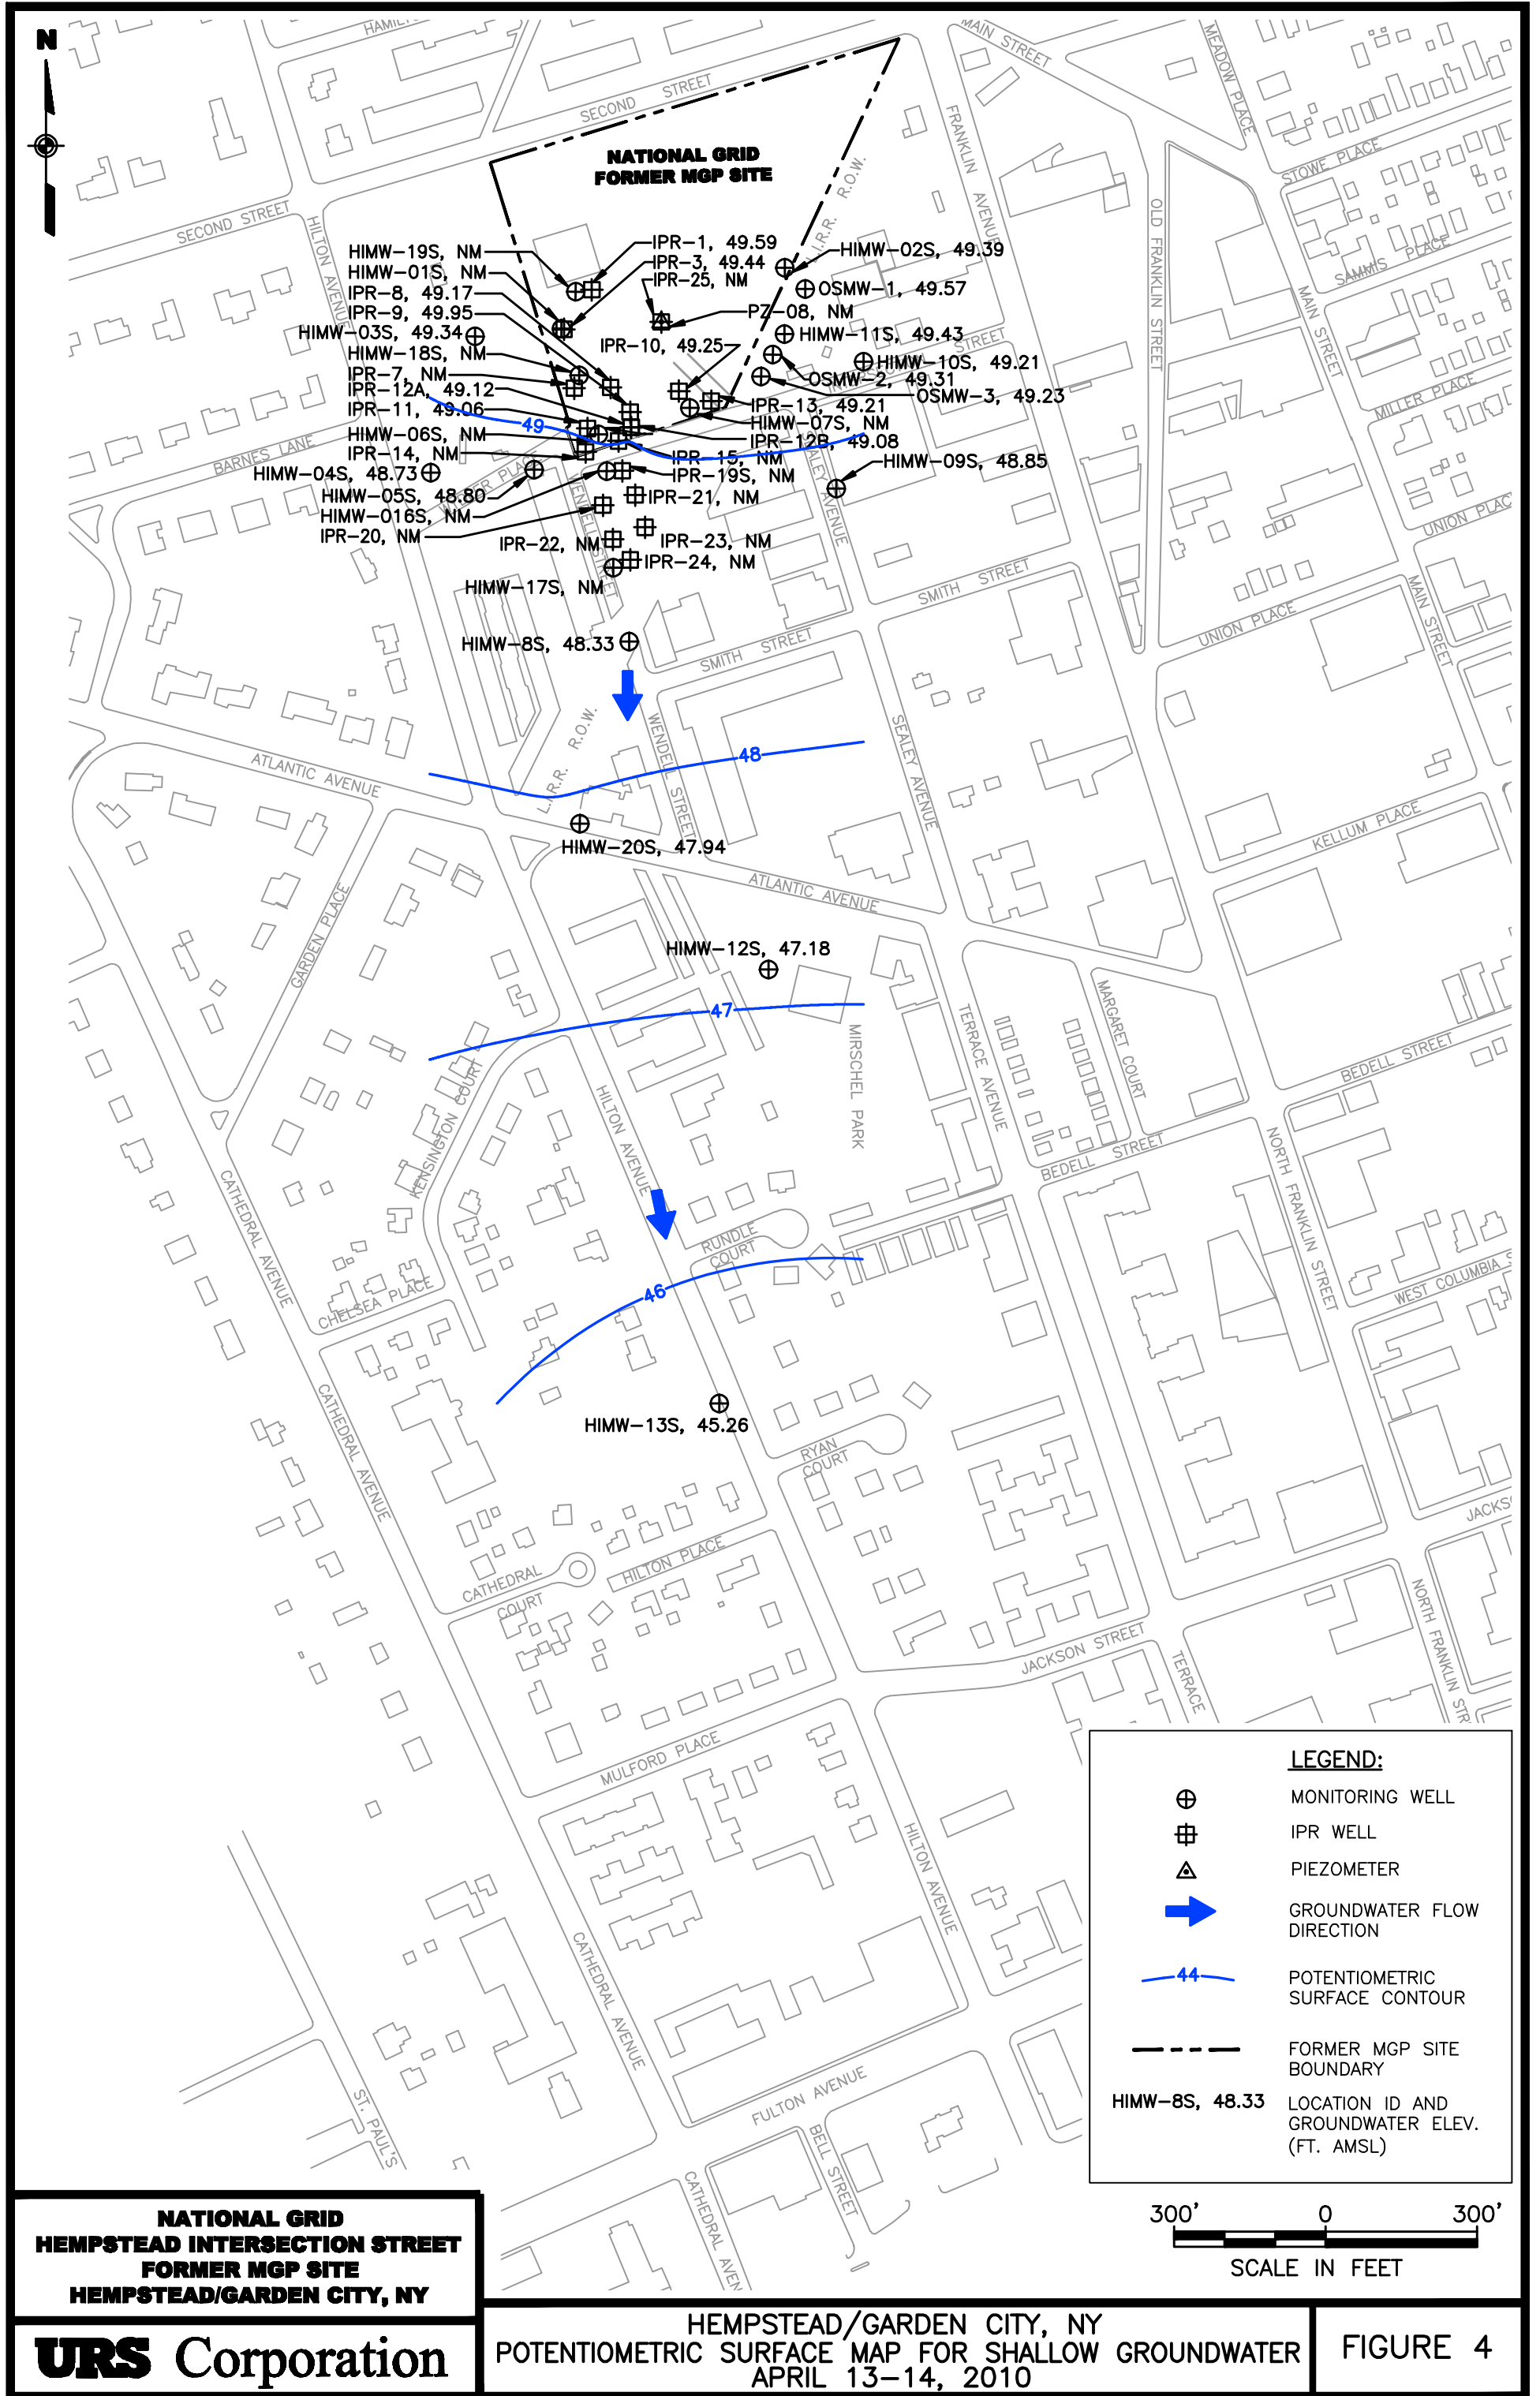 N
HAMIL
MAIN STREET
MEADOW PLACE
SECOND STREET
FRANKLIN AVENUE
STOWE PLACE
NATIONAL GRID
FORMER MGP SITE
L.I.R.R. R.O.W.
OLD FRANKLIN STREET
SECOND STREET
HILTON AVENUE
SAMMIS PLACE
MAIN STREET
HIMW-19S, NM
IPR-1, 49.59
HIMW-02S, 49.39
HIMW-01S, NM
IPR-3, 49.44
IPR-25, NM
OSMW-1, 49.57
IPR-8, 49.17
IPR-9, 49.95
PZ-08, NM
HIMW-03S, 49.34
HIMW-11S, 49.43
IPR-10, 49.25
HIMW-18S, NM
HIMW-10S, 49.21
IPR-7, NM
OSMW-2, 49.31
IPR-12A, 49.12
OSMW-3, 49.23
IPR-11, 49.06
IPR-13, 49.21
STREET
MILLER PLACE
49
HIMW-07S, NM
HIMW-06S, NM
IPR-12B, 49.08
BARNES LANE
IPR-14, NM
IPR-15, NM
HIMW-09S, 48.85
HIMW-04S, 48.73
IPR-19S, NM
HIMW-05S, 48.80
IPR-21, NM
SEALEY AVENUE
HIMW-016S, NM
UNION PLAC
IPR-20, NM
WENDELL STREET
IPR-22, NM
IPR-23, NM
IPR-24, NM
HIMW-17S, NM
SMITH STREET
MAIN STREET
UNION PLACE
HIMW-8S, 48.33
SMITH STREET
L.I.R.R. R.O.W.
WENDELL STREET
SEALEY AVENUE
48
ATLANTIC AVENUE
KELLUM PLACE
HIMW-20S, 47.94
ATLANTIC AVENUE
GARDEN PLACE
HIMW-12S, 47.18
47
MARGARET COURT
TERRACE AVENUE
MIRSCHEL PARK
BEDELL STREET
KENSINGTON COURT
HILTON AVENUE
BEDELL STREET
NORTH FRANKLIN STREET
CATHEDRAL AVENUE
RUNDLE
COURT
WEST COLUMBIA S
46
CHELSEA PLACE
CATHEDRAL AVENUE
HIMW-13S, 45.26
RYAN
COURT
JACKS
HILTON PLACE
CATHEDRAL
COURT
NORTH FRANKLIN STR
JACKSON STREET
TERRACE
MULFORD PLACE
HILTON AVENUE
CATHEDRAL AVENUE
FULTON AVENUE
BELL STREET
ST. PAUL'S
CATHEDRAL AVEN
LEGEND:
MONITORING WELL
IPR WELL
PIEZOMETER
GROUNDWATER FLOW
DIRECTION
44
POTENTIOMETRIC
SURFACE CONTOUR
FORMER MGP SITE
BOUNDARY
HIMW-8S, 48.33 LOCATION ID AND
GROUNDWATER ELEV.
(FT. AMSL)
300' 0 300'
SCALE IN FEET
NATIONAL GRID
HEMPSTEAD INTERSECTION STREET
FORMER MGP SITE
HEMPSTEAD/GARDEN CITY, NY
URS Corporation
HEMPSTEAD/GARDEN CITY, NY
POTENTIOMETRIC SURFACE MAP FOR SHALLOW GROUNDWATER
APRIL 13-14, 2010
FIGURE 4